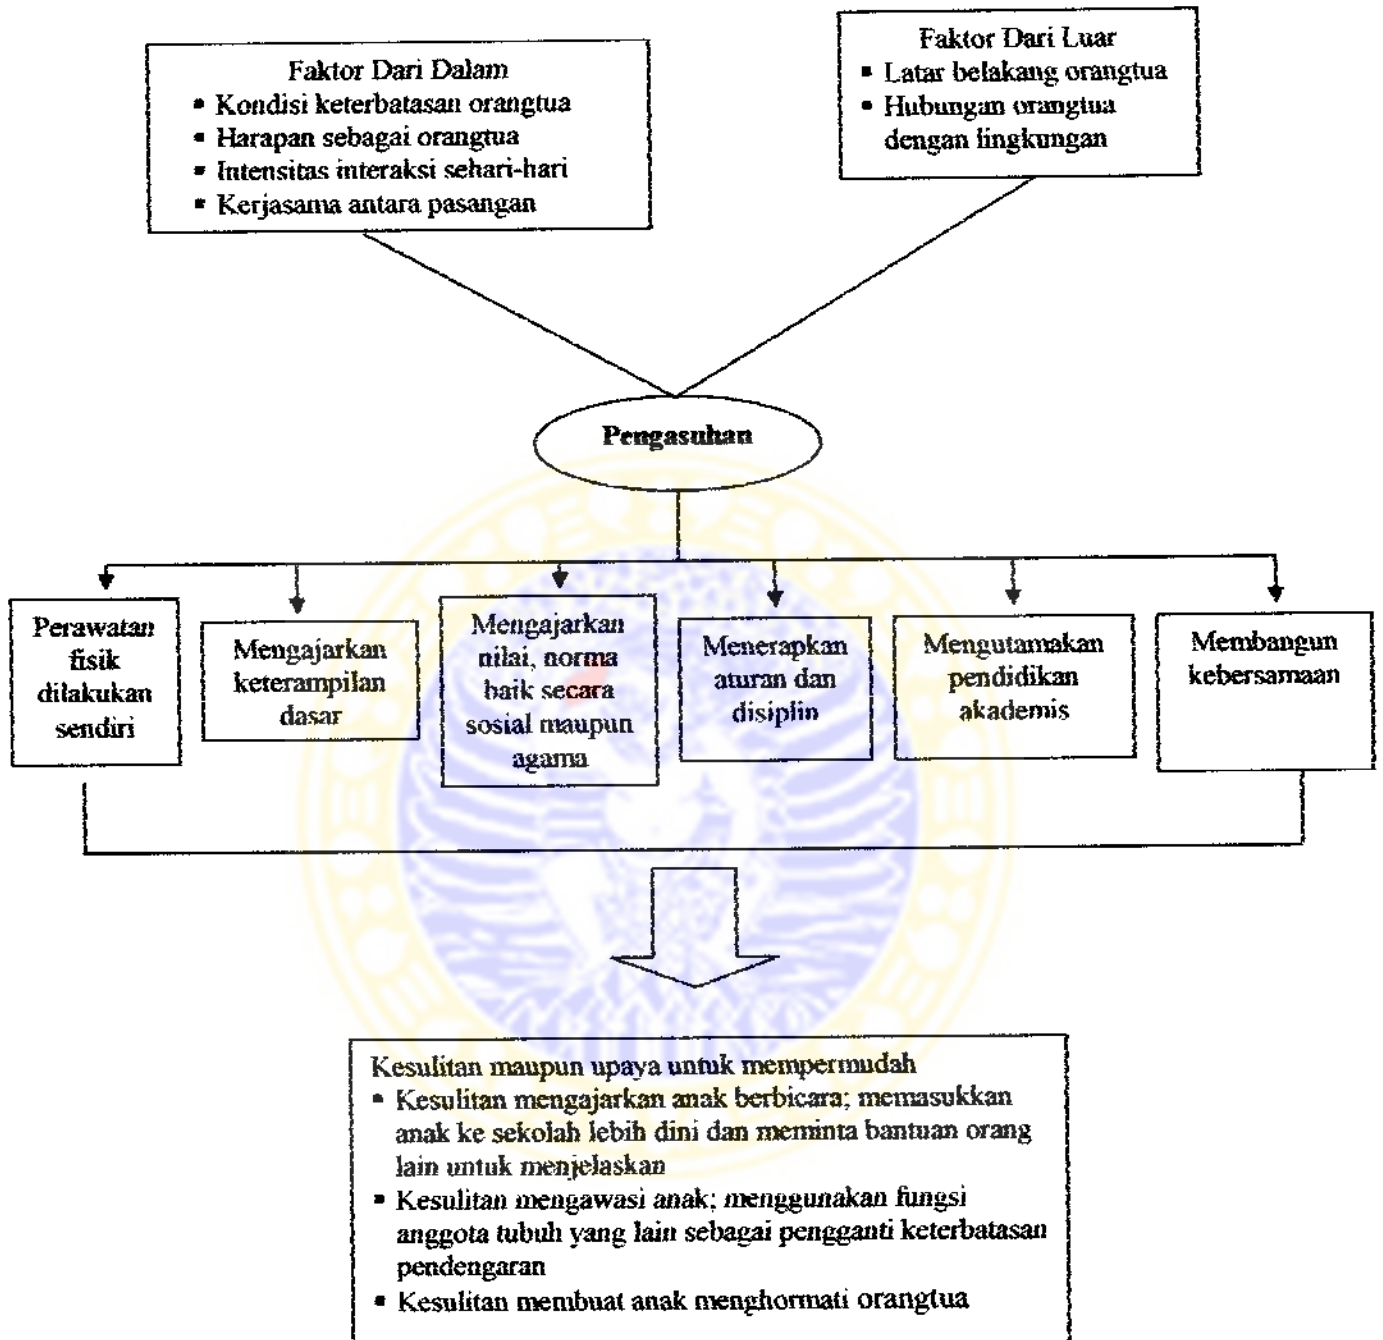 Faktor Dari Dalam
▪ Kondisi keterbatasan orangtua
▪ Harapan sebagai orangtua
▪ Intensitas interaksi sehari-hari
▪ Kerjasama antara pasangan
Faktor Dari Luar
▪ Latar belakang orangtua
▪ Hubungan orangtua
dengan lingkungan
Pengasuhan
Perawatan
fisik
dilakukan
sendiri
Mengajarkan
keterampilan
dasar
Mengajarkan
nilai, norma
baik secara
sosial maupun
agama
Menerapkan
aturan dan
disiplin
Mengutamakan
pendidikan
akademis
Membangun
kebersamaan
Kesulitan maupun upaya untuk mempermudah
▪ Kesulitan mengajarkan anak berbicara; memasukkan
anak ke sekolah lebih dini dan meminta bantuan orang
lain untuk menjelaskan
▪ Kesulitan mengawasi anak; menggunakan fungsi
anggota tubuh yang lain sebagai pengganti keterbatasan
pendengaran
▪ Kesulitan membuat anak menghormati orangtua